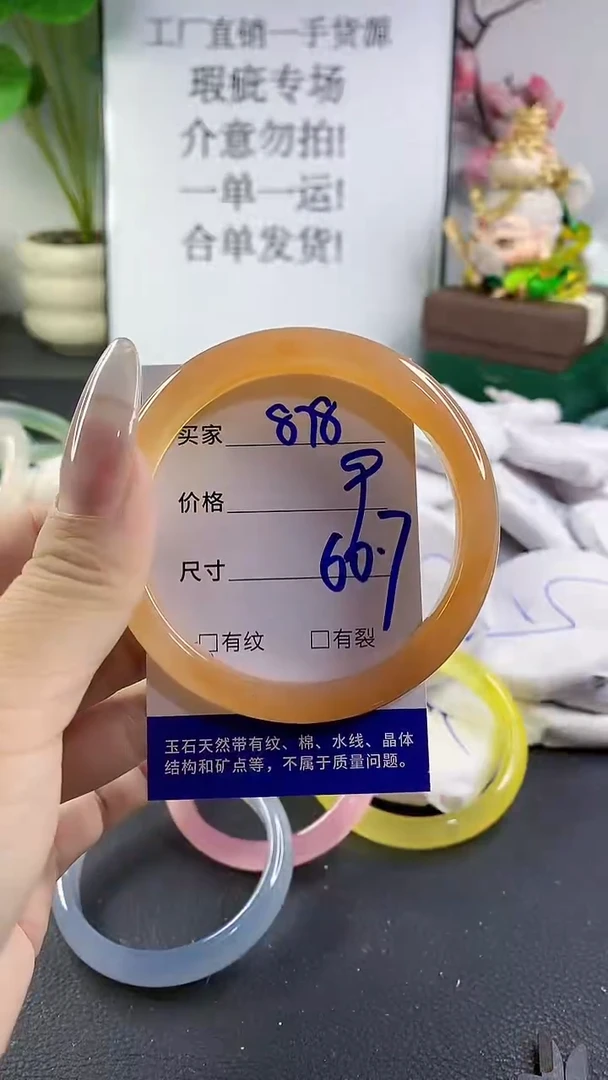 工厂直销一手货源
瑕疵专场
介意勿拍!
一单一运!
合单发货!
买家 878
价格
尺寸 60.7
□有纹 □有裂
玉石天然带有纹、棉、水线、晶体
结构和矿点等，不属于质量问题。